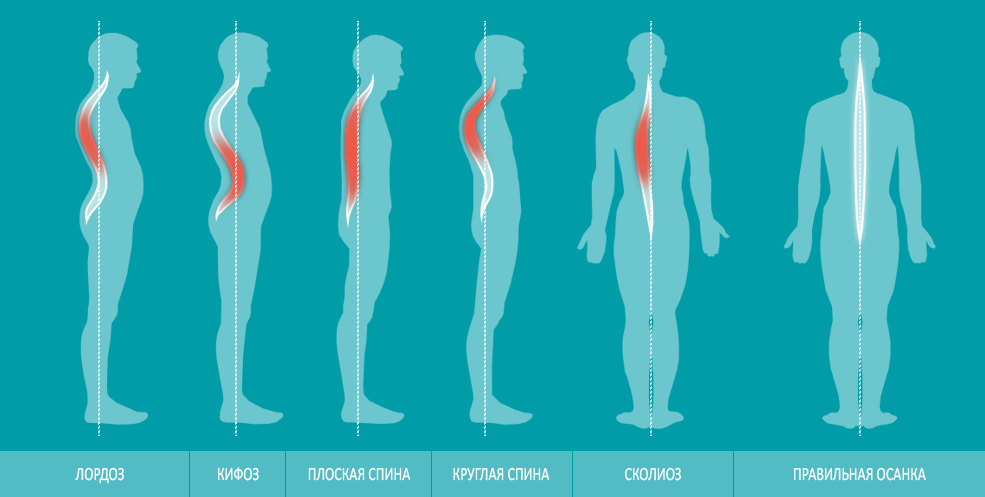 ЛОРДОЗ
КИФОЗ
ПЛОСКАЯ СПИНА
КРУГЛАЯ СПИНА
СКОЛИОЗ
ПРАВИЛЬНАЯ ОСАНКА